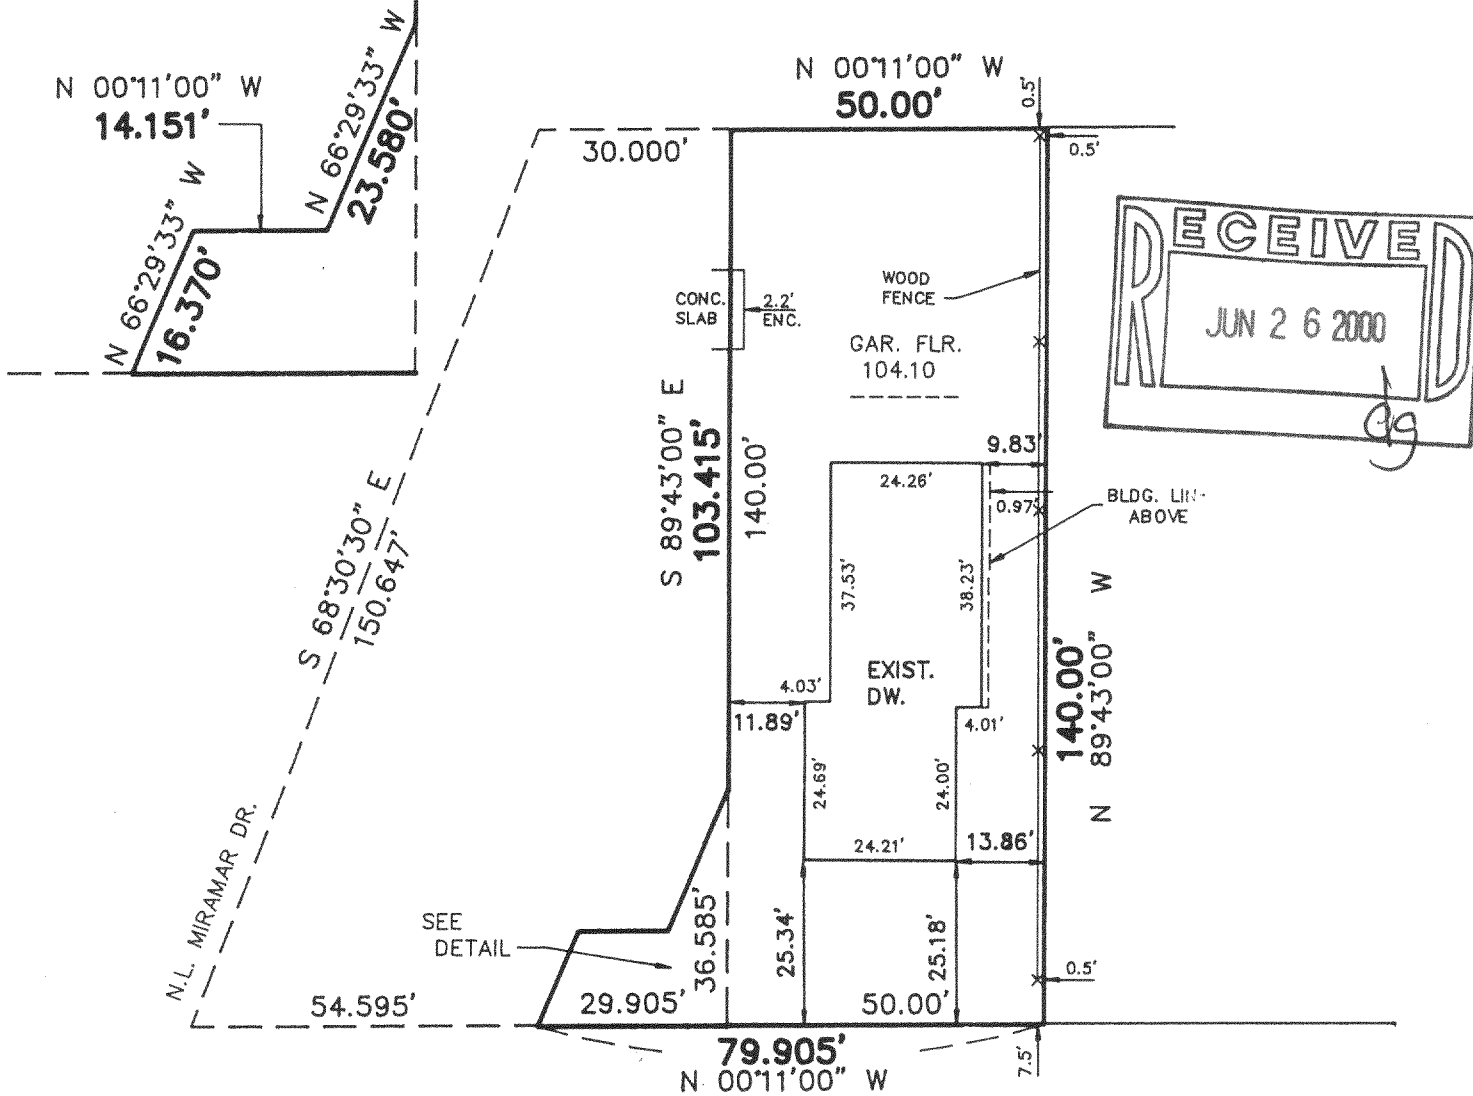 N 00°11'00" W
14.151'
N 66°29'33" W
23.580'
N 66°29'33" W
16.370'
N 00°11'00" W
50.00'
0.5'
0.5'
30.000'
RECEIVED
JUN 26 2000
dg
WOOD
FENCE
CONC.
SLAB
2.2'
ENC.
GAR. FLR.
104.10
S 89°43'00" E
103.415'
140.00'
9.83'
24.26'
0.97'
BLDG. LIN
ABOVE
S 68°30'30" E
150.647'
37.53'
38.23'
EXIST.
DW.
4.03'
11.89'
4.01'
140.00'
N 89°43'00" W
24.69'
24.00'
24.21'
13.86'
N.L. MIRAMAR DR.
SEE
DETAIL
36.585'
25.34'
25.18'
0.5'
54.595'
29.905'
50.00'
79.905'
N 00°11'00" W
7.5'